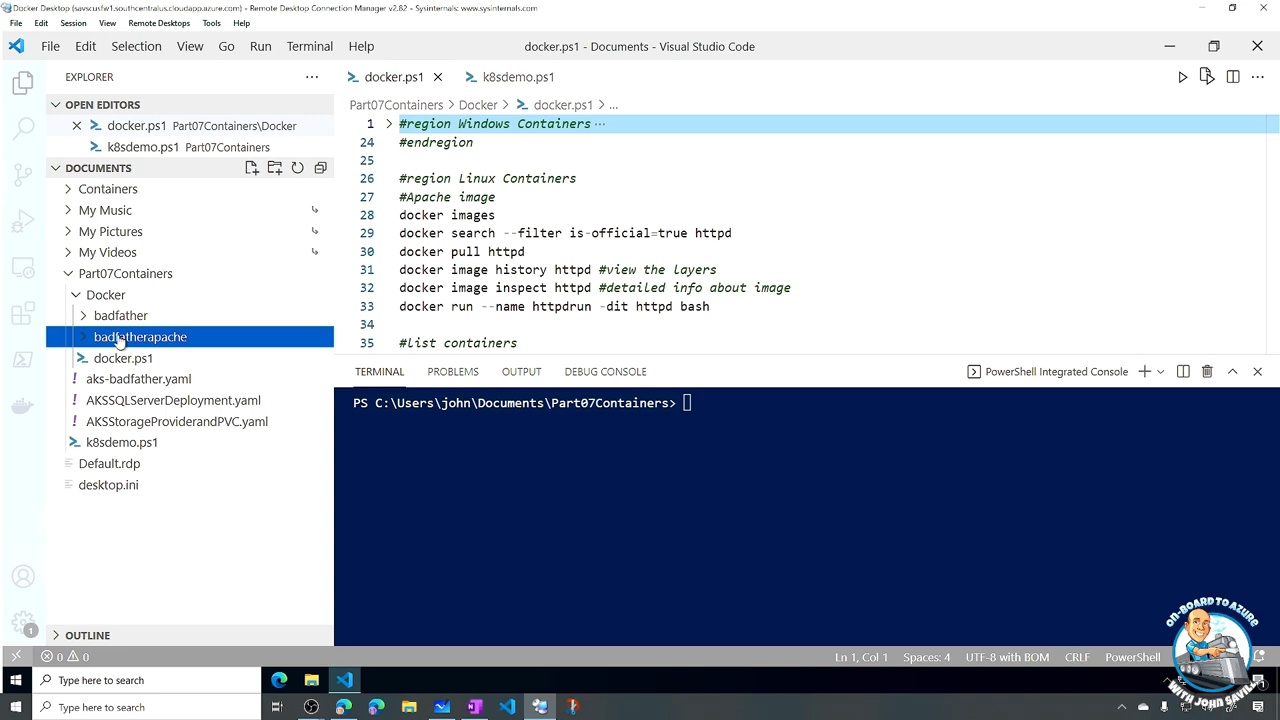 Docker Desktop (savscusfw1.southcentralus.cloudapp.azure.com) - Remote Desktop Connection Manager v2.82 - Sysinternals: www.sysinternals.com
File Edit Session View Remote Desktops Tools Help
File Edit Selection View Go Run Terminal Help
docker.ps1 - Documents - Visual Studio Code
EXPLORER
docker.ps1
k8sdemo.ps1
OPEN EDITORS
Part07Containers > Docker > docker.ps1 > ...
docker.ps1 Part07Containers\Docker
k8sdemo.ps1 Part07Containers
DOCUMENTS
Containers
My Music
My Pictures
My Videos
Part07Containers
Docker
badfather
badfatherapache
docker.ps1
aks-badfather.yaml
AKSSQLServerDeployment.yaml
AKSStorageProviderandPVC.yaml
k8sdemo.ps1
Default.rdp
desktop.ini
OUTLINE
1 #region Windows Containers ...
24 #endregion
25
26 #region Linux Containers
27 #Apache image
28 docker images
29 docker search --filter is-official=true httpd
30 docker pull httpd
31 docker image history httpd #view the layers
32 docker image inspect httpd #detailed info about image
33 docker run --name httpdrun -dit httpd bash
34
35 #list containers
TERMINAL PROBLEMS OUTPUT DEBUG CONSOLE
PowerShell Integrated Console
PS C:\Users\john\Documents\Part07Containers>
ON-BOARD TO AZURE
WITH JOHN SAVILL
1
0 0
Ln 1, Col 1 Spaces: 4 UTF-8 with BOM CRLF PowerShell
Type here to search
Type here to search